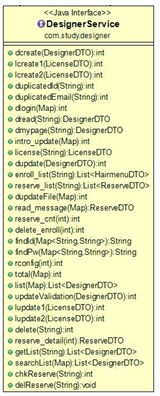 <<Java Interface>>
DesignerService
com.study.designer
dcreate(DesignerDTO):int
lcreate1(LicenseDTO):int
lcreate2(LicenseDTO):int
duplicatedId(String):int
duplicatedEmail(String):int
dlogin(Map):int
dread(String):DesignerDTO
dmypage(String):DesignerDTO
intro_update(Map):int
license(String):LicenseDTO
dupdate(DesignerDTO):int
enroll_list(String):List<HairmenuDTO>
reserve_list(String):List<ReserveDTO>
dupdateFile(Map):int
read_message(Map):ReserveDTO
reserve_cnt(int):int
delete_enroll(int):int
findId(Map<String,String>):String
findPw(Map<String,String>):String
rconfig(int):int
total(Map):int
list(Map):List<DesignerDTO>
updateValidation(DesignerDTO):int
lupdate1(LicenseDTO):int
lupdate2(LicenseDTO):int
delete(String):int
reserve_detail(int):ReserveDTO
getList(String):List<DesignerDTO>
searchList(Map):List<DesignerDTO>
chkReserve(String):int
delReserve(String):void